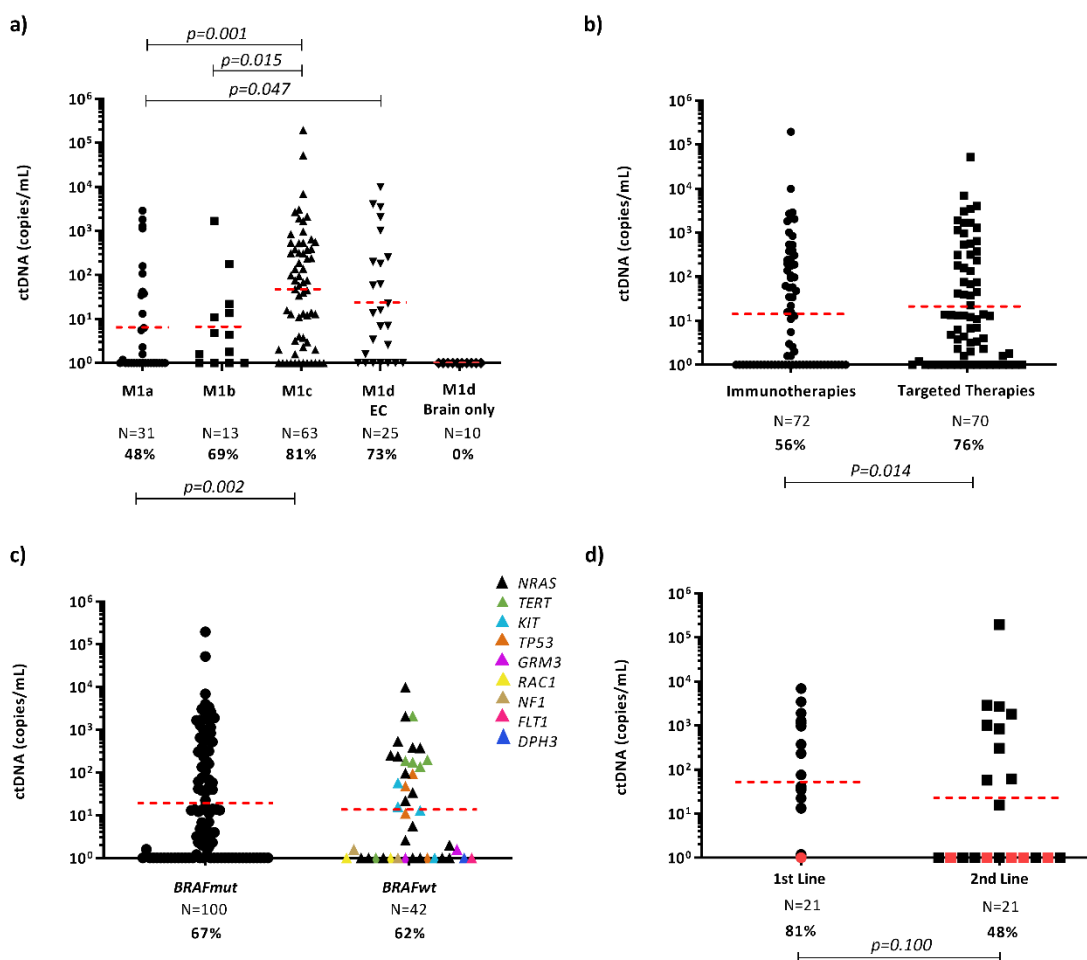 a)
p=0.001
p=0.015
p=0.047
ctDNA (copies/mL)
10^6
10^5
10^4
10^3
10^2
10^1
10^0
M1a M1b M1c M1d M1d
EC Brain only
N=31 N=13 N=63 N=25 N=10
48% 69% 81% 73% 0%
p=0.002
b)
ctDNA (copies/mL)
10^6
10^5
10^4
10^3
10^2
10^1
10^0
Immunotherapies Targeted Therapies
N=72 N=70
56% 76%
P=0.014
c)
ctDNA (copies/mL)
10^6
10^5
10^4
10^3
10^2
10^1
10^0
NRAS
TERT
KIT
TP53
GRM3
RAC1
NF1
FLT1
DPH3
BRAFmut BRAFwt
N=100 N=42
67% 62%
d)
ctDNA (copies/mL)
10^6
10^5
10^4
10^3
10^2
10^1
10^0
1st Line 2nd Line
N=21 N=21
81% 48%
p=0.100